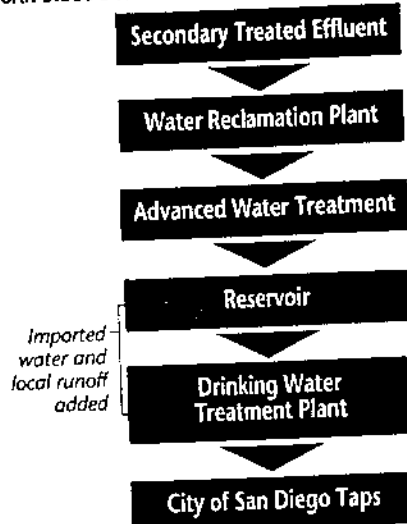 Secondary Treated Effluent
Water Reclamation Plant
Advanced Water Treatment
Reservoir
Imported
water and
local runoff
added
Drinking Water
Treatment Plant
City of San Diego Taps